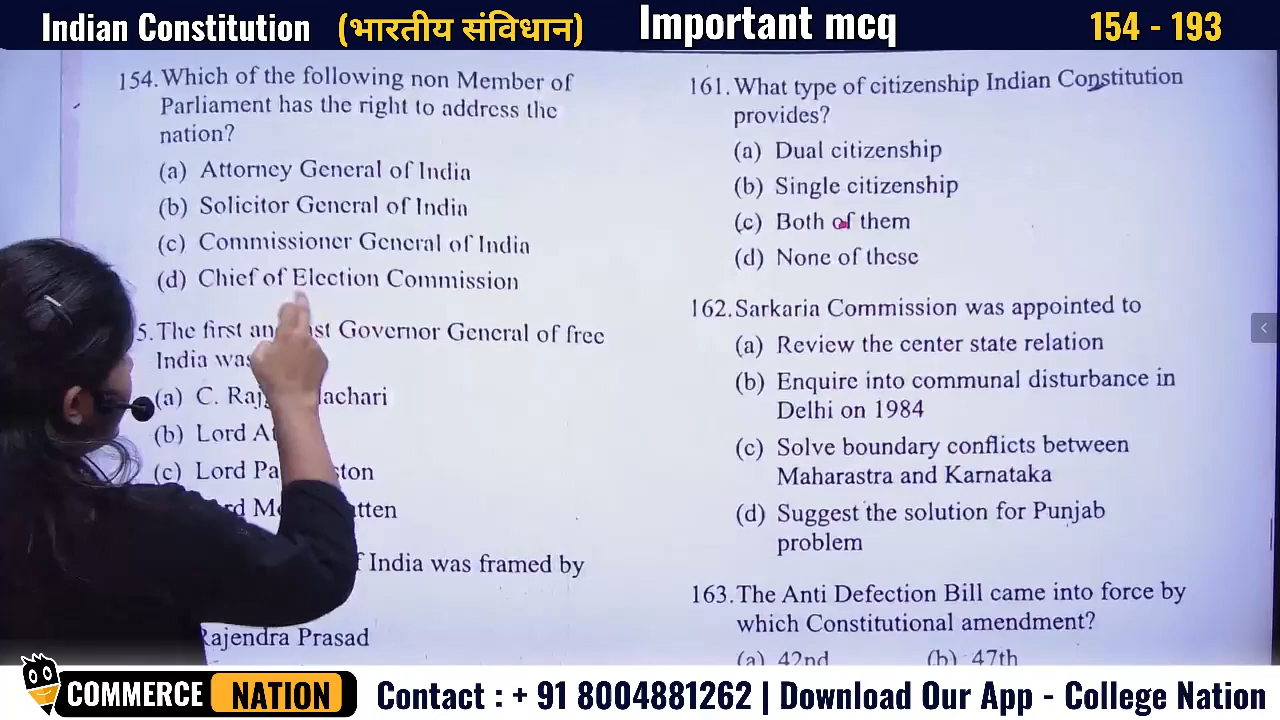 Indian Constitution (भारतीय संविधान) Important mcq 154 - 193
154. Which of the following non Member of
Parliament has the right to address the
nation?
(a) Attorney General of India
(b) Solicitor General of India
(c) Commissioner General of India
(d) Chief of Election Commission
5. The first an st Governor General of free
India was
(a) C. Raj lachari
(b) Lord A
(c) Lord Pa ston
rd M tten
f India was framed by
Rajendra Prasad
161. What type of citizenship Indian Constitution
provides?
(a) Dual citizenship
(b) Single citizenship
(c) Both of them
(d) None of these
162. Sarkaria Commission was appointed to
(a) Review the center state relation
(b) Enquire into communal disturbance in
Delhi on 1984
(c) Solve boundary conflicts between
Maharastra and Karnataka
(d) Suggest the solution for Punjab
problem
163. The Anti Defection Bill came into force by
which Constitutional amendment?
(a) 42nd (b) 47th
COMMERCE NATION Contact : + 91 8004881262 | Download Our App - College Nation